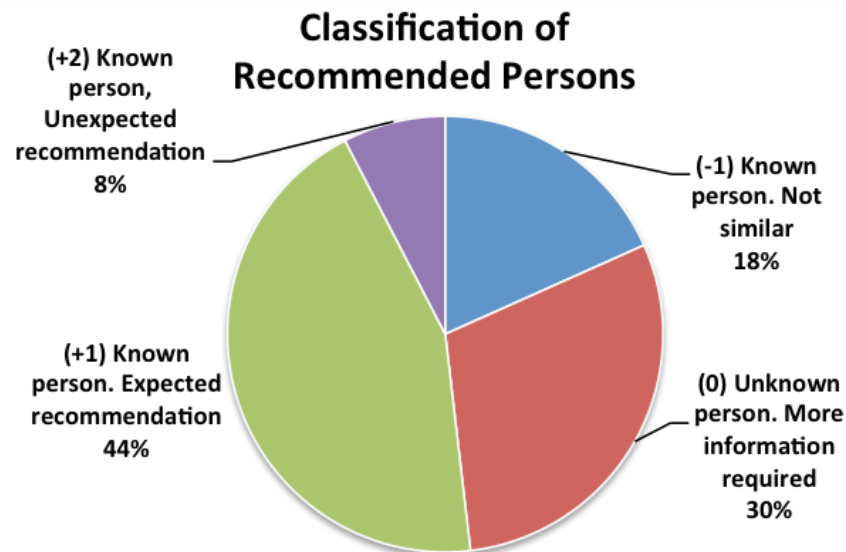 Classification of
Recommended Persons
(+2) Known
person,
Unexpected
recommendation
8%
(-1) Known
person. Not
similar
18%
(+1) Known
person. Expected
recommendation
44%
(0) Unknown
person. More
information
required
30%